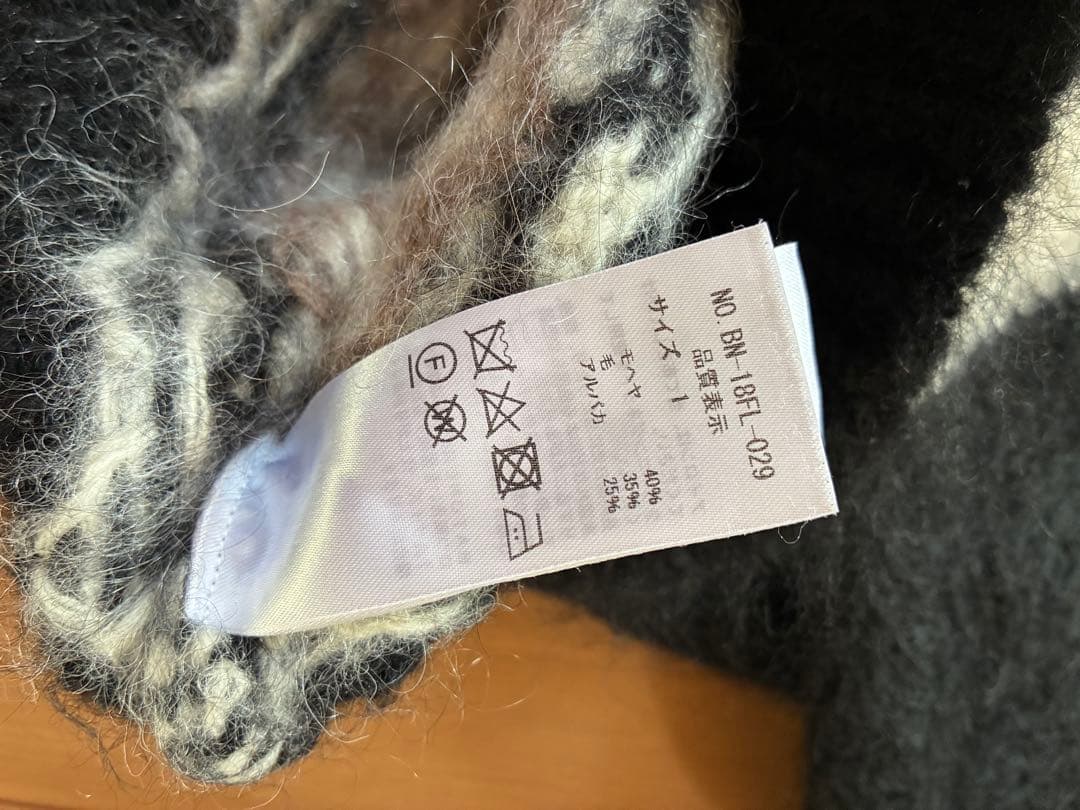 NO. BN-18FL-029
品質表示
サイズ 1
モヘヤ 40%
毛 35%
アルパカ 25%
F
W